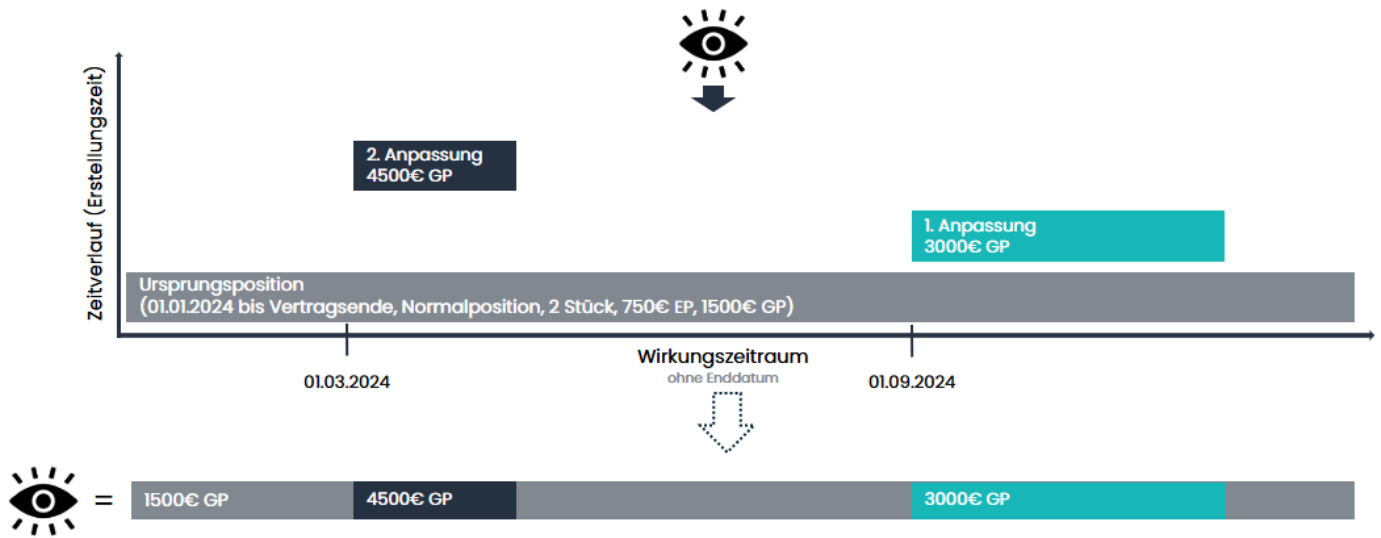 Zeitverlauf (Erstellungszeit)
2. Anpassung
4500€ GP
1. Anpassung
3000€ GP
Ursprungsposition
(01.01.2024 bis Vertragsende, Normalposition, 2 Stück, 750€ EP, 1500€ GP)
Wirkungszeitraum
ohne Enddatum
01.03.2024
01.09.2024
=
1500€ GP
4500€ GP
3000€ GP